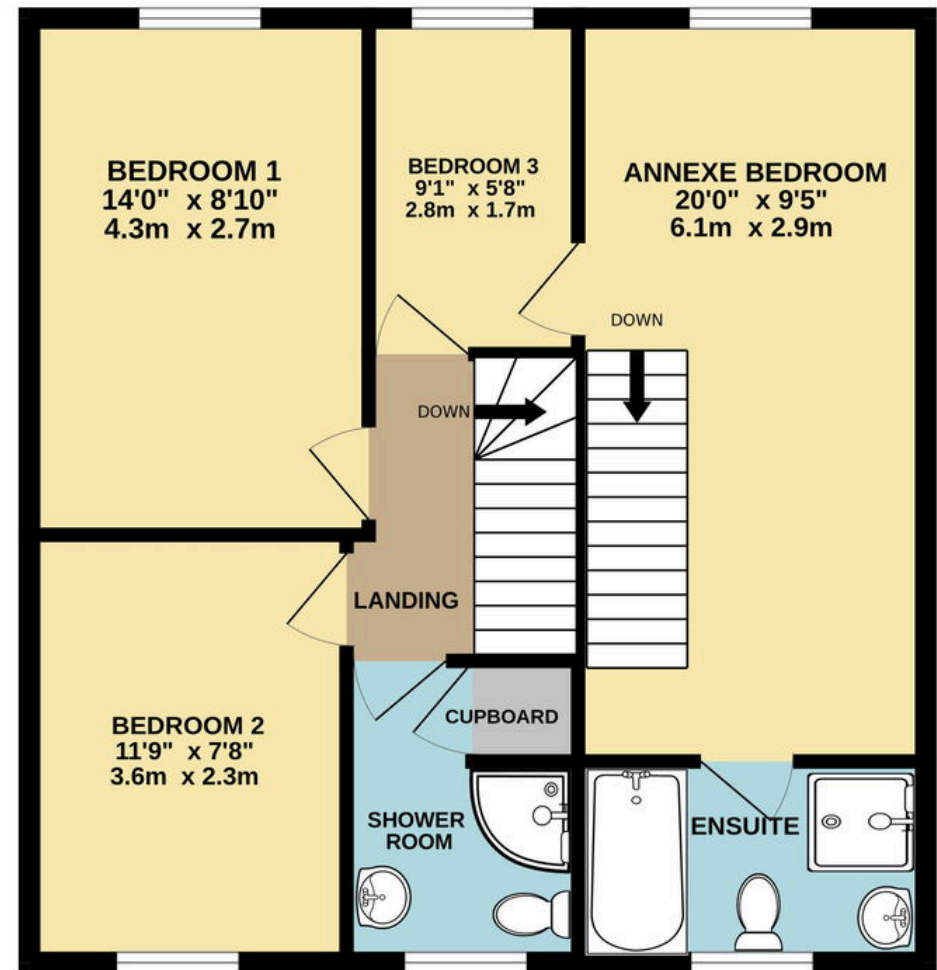 BEDROOM 1
14'0" x 8'10"
4.3m x 2.7m
BEDROOM 3
9'1" x 5'8"
2.8m x 1.7m
ANNEXE BEDROOM
20'0" x 9'5"
6.1m x 2.9m
DOWN
DOWN
LANDING
BEDROOM 2
11'9" x 7'8"
3.6m x 2.3m
CUPBOARD
SHOWER
ROOM
ENSUITE